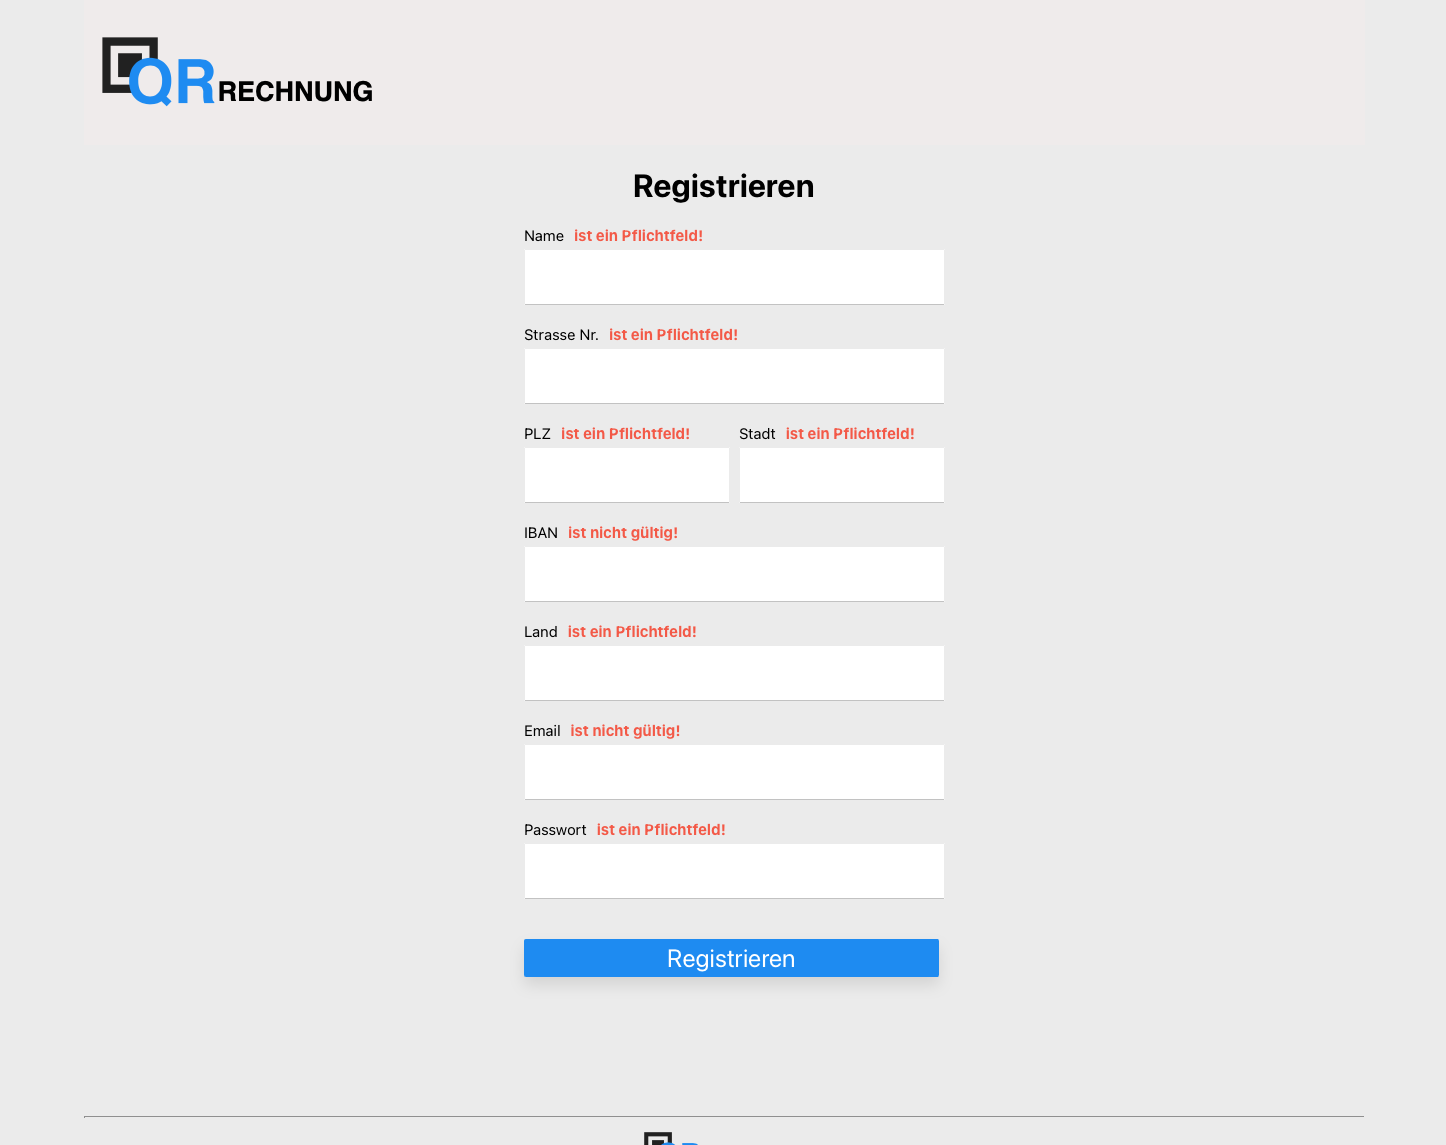 QR RECHNUNG
Registrieren
Name ist ein Pflichtfeld!
Strasse Nr. ist ein Pflichtfeld!
PLZ ist ein Pflichtfeld! Stadt ist ein Pflichtfeld!
IBAN ist nicht gültig!
Land ist ein Pflichtfeld!
Email ist nicht gültig!
Passwort ist ein Pflichtfeld!
Registrieren